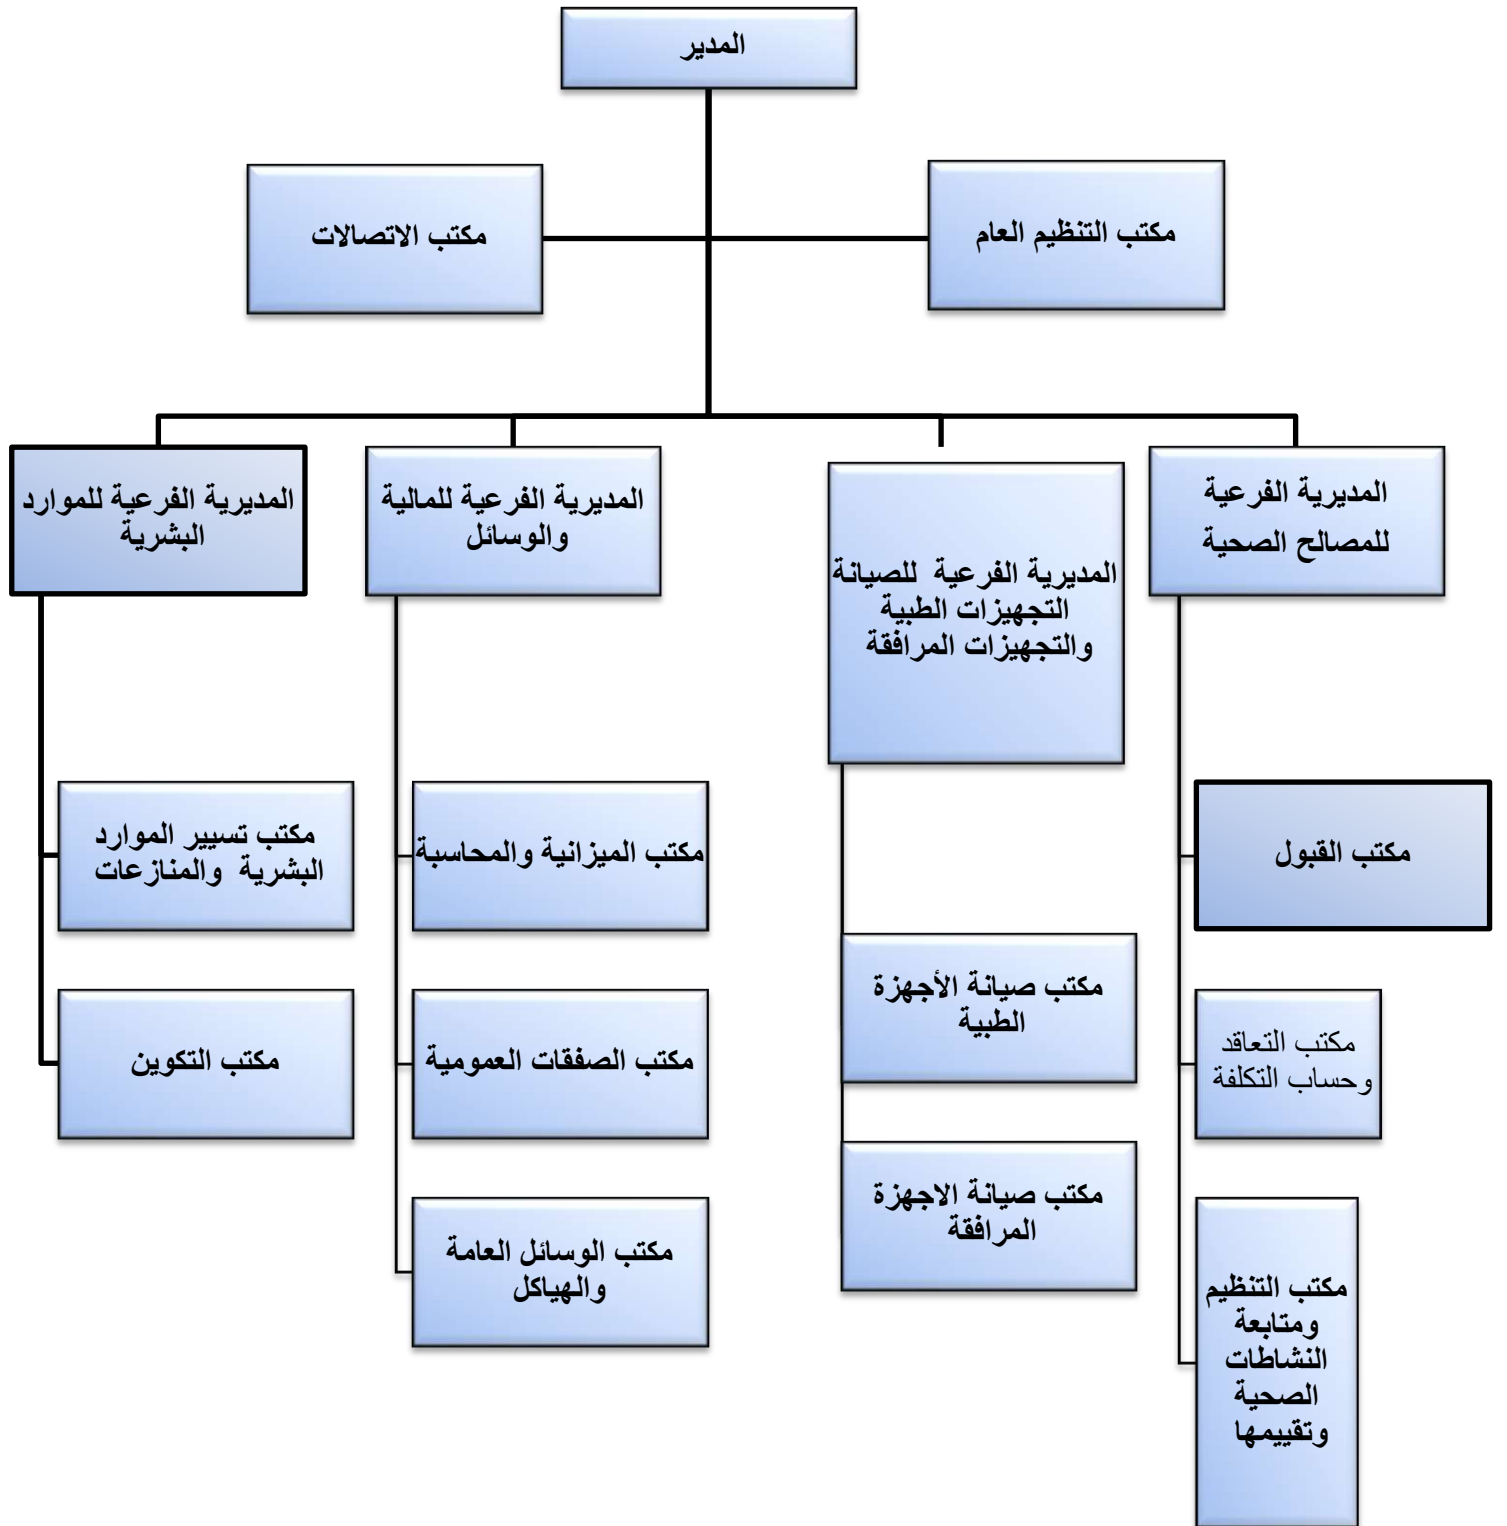 المدير
مكتب التنظيم العام
مكتب الاتصالات
المديرية الفرعية
للمصالح الصحية
المديرية الفرعية للصيانة
التجهيزات الطبية
والتجهيزات المرافقة
المديرية الفرعية للمالية
والوسائل
المديرية الفرعية للموارد
البشرية
مكتب القبول
مكتب التعاقد
وحساب التكلفة
مكتب التنظيم
ومتابعة
النشاطات
الصحية
وتقييمها
مكتب صيانة الأجهزة
الطبية
مكتب صيانة الاجهزة
المرافقة
مكتب الميزانية والمحاسبة
مكتب الصفقات العمومية
مكتب الوسائل العامة
والهياكل
مكتب تسيير الموارد
البشرية والمنازعات
مكتب التكوين